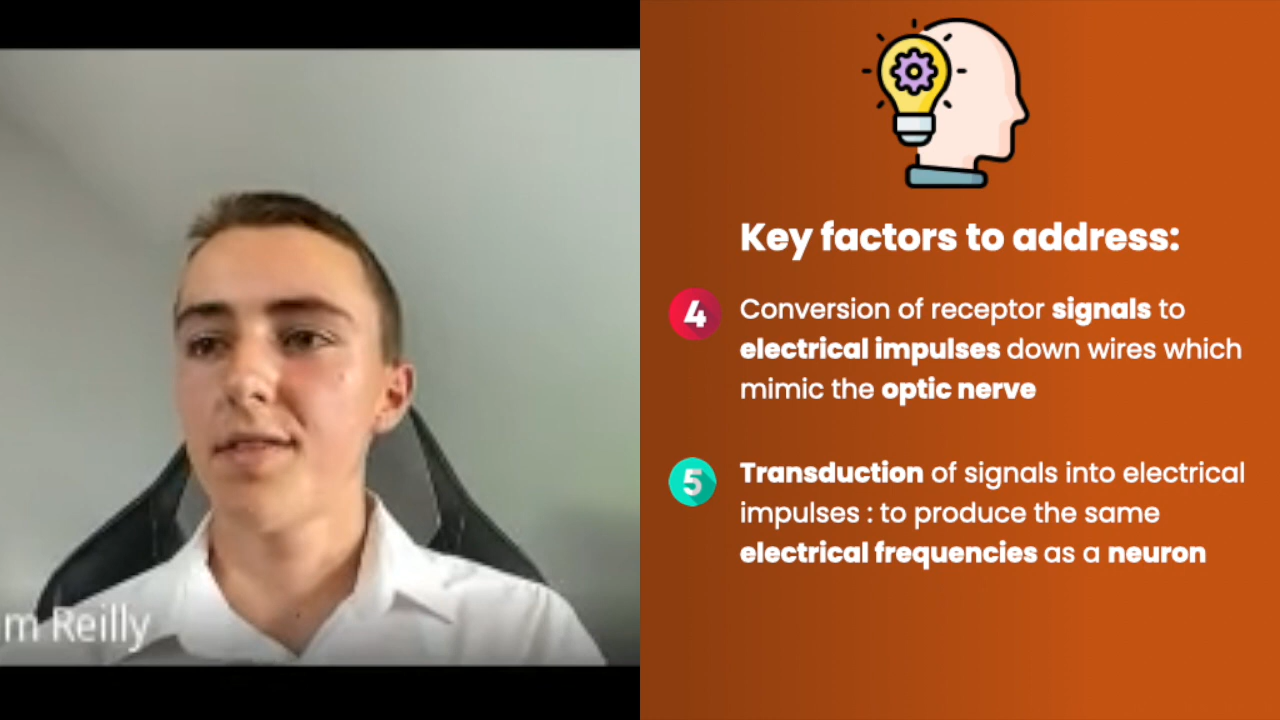 m Reilly
Key factors to address:
4
Conversion of receptor signals to
electrical impulses down wires which
mimic the optic nerve
5
Transduction of signals into electrical
impulses : to produce the same
electrical frequencies as a neuron